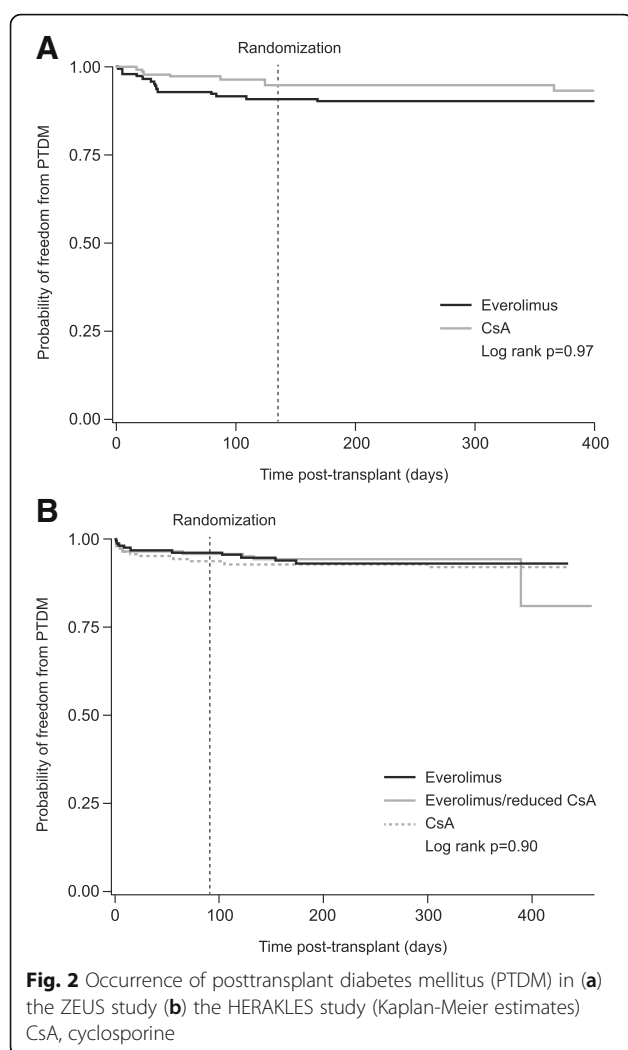 A
Randomization
1.00
0.75
0.50
0.25
0.00
Probability of freedom from PTDM
Everolimus
CsA
Log rank p=0.97
0 100 200 300 400
Time post-transplant (days)
B
Randomization
1.00
0.75
0.50
0.25
0.00
Probability of freedom from PTDM
Everolimus
Everolimus/reduced CsA
CsA
Log rank p=0.90
0 100 200 300 400
Time post-transplant (days)
Fig. 2 Occurrence of posttransplant diabetes mellitus (PTDM) in (a)
the ZEUS study (b) the HERAKLES study (Kaplan-Meier estimates)
CsA, cyclosporine